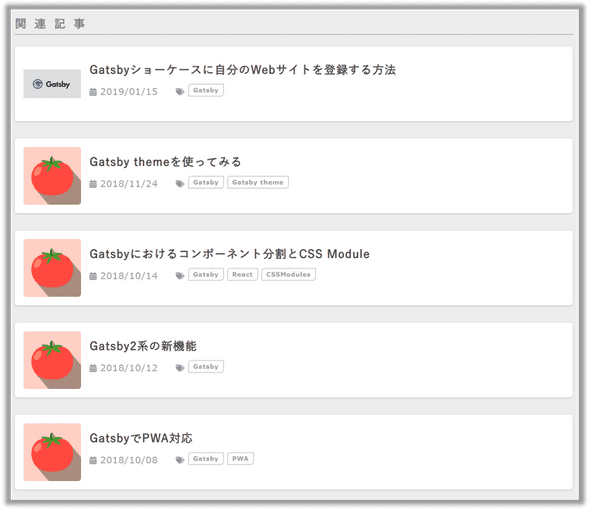 関連記事
Gatsbyショーケースに自分のWebサイトを登録する方法
Gatsby
2019/01/15 Gatsby
Gatsby themeを使ってみる
2018/11/24 Gatsby Gatsby theme
Gatsbyにおけるコンポーネント分割とCSS Module
2018/10/14 Gatsby React CSSModules
Gatsby2系の新機能
2018/10/12 Gatsby
GatsbyでPWA対応
2018/10/08 Gatsby PWA